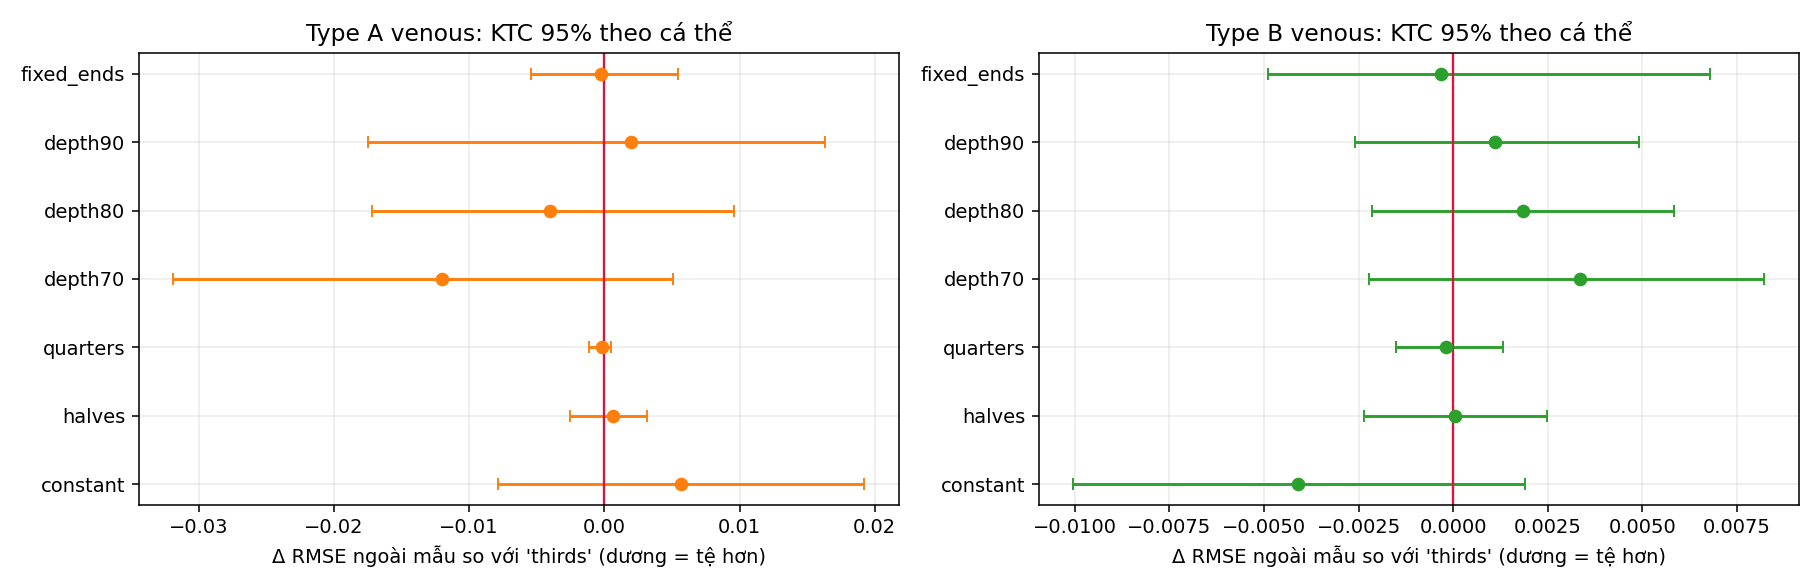 Type A venous: KTC 95% theo cá thể
fixed_ends
depth90
depth80
depth70
quarters
halves
constant
−0.03 −0.02 −0.01 0.00 0.01 0.02
Δ RMSE ngoài mẫu so với 'thirds' (dương = tệ hơn)
Type B venous: KTC 95% theo cá thể
fixed_ends
depth90
depth80
depth70
quarters
halves
constant
−0.0100 −0.0075 −0.0050 −0.0025 0.0000 0.0025 0.0050 0.0075
Δ RMSE ngoài mẫu so với 'thirds' (dương = tệ hơn)